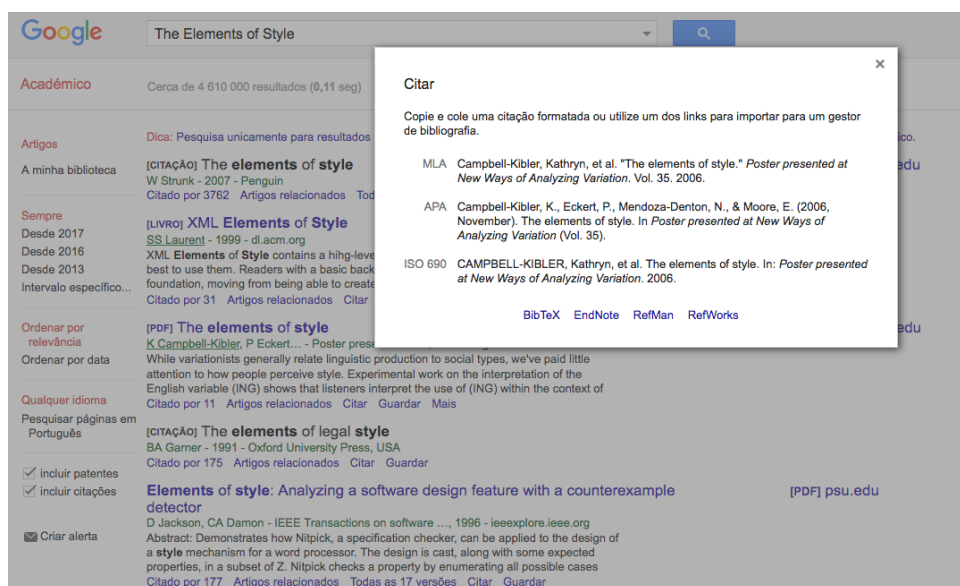 Google
The Elements of Style
Académico
Cerca de 4 610 000 resultados (0,11 seg)
×
Citar
Copie e cole uma citação formatada ou utilize um dos links para importar para um gestor
de bibliografia.
MLA Campbell-Kibler, Kathryn, et al. "The elements of style." Poster presented at
New Ways of Analyzing Variation. Vol. 35. 2006.
APA Campbell-Kibler, K., Eckert, P., Mendoza-Denton, N., & Moore, E. (2006,
November). The elements of style. In Poster presented at New Ways of
Analyzing Variation (Vol. 35).
ISO 690 CAMPBELL-KIBLER, Kathryn, et al. The elements of style. In: Poster presented
at New Ways of Analyzing Variation. 2006.
BibTeX EndNote RefMan RefWorks
Artigos
A minha biblioteca
Sempre
Desde 2017
Desde 2016
Desde 2013
Intervalo específico...
Ordenar por
relevância
Ordenar por data
Qualquer idioma
Pesquisar páginas em
Português
incluir patentes
incluir citações
Criar alerta
Dica: Pesquisa unicamente para resultados
[CITAÇÃO] The elements of style
W Strunk - 2007 - Penguin
Citado por 3762 Artigos relacionados
[LIVRO] XML Elements of Style
SS Laurent - 1999 - dl.acm.org
XML Elements of Style contains a hihg-leve
best to use them. Readers with a basic back
foundation, moving from being able to create
Citado por 31 Artigos relacionados Citar
[PDF] The elements of style
K Campbell-Kibler, P Eckert... - Poster prese
While variationists generally relate linguistic production to social types, we've paid little
attention to how people perceive style. Experimental work on the interpretation of the
English variable (ING) shows that listeners interpret the use of (ING) within the context of
Citado por 11 Artigos relacionados Citar Guardar Mais
[CITAÇÃO] The elements of legal style
BA Garner - 1991 - Oxford University Press, USA
Citado por 175 Artigos relacionados Citar Guardar
Elements of style: Analyzing a software design feature with a counterexample
detector
[PDF] psu.edu
D Jackson, CA Damon - IEEE Transactions on software ..., 1996 - ieeexplore.ieee.org
Abstract: Demonstrates how Nitpick, a specification checker, can be applied to the design of
a style mechanism for a word processor. The design is cast, along with some expected
properties, in a subset of Z. Nitpick checks a property by enumerating all possible cases
Citado por 177 Artigos relacionados Todas as 17 versões Citar Guardar